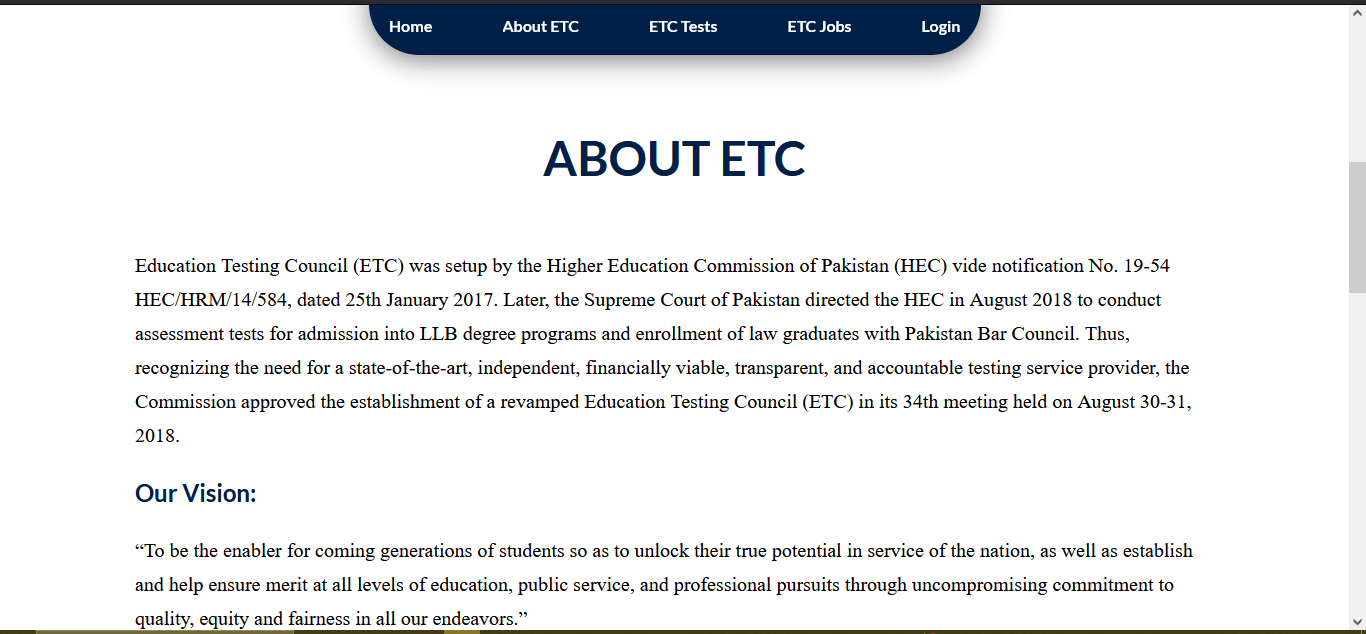 Home About ETC ETC Tests ETC Jobs Login
ABOUT ETC
Education Testing Council (ETC) was setup by the Higher Education Commission of Pakistan (HEC) vide notification No. 19-54
HEC/HRM/14/584, dated 25th January 2017. Later, the Supreme Court of Pakistan directed the HEC in August 2018 to conduct
assessment tests for admission into LLB degree programs and enrollment of law graduates with Pakistan Bar Council. Thus,
recognizing the need for a state-of-the-art, independent, financially viable, transparent, and accountable testing service provider, the
Commission approved the establishment of a revamped Education Testing Council (ETC) in its 34th meeting held on August 30-31,
2018.
Our Vision:
“To be the enabler for coming generations of students so as to unlock their true potential in service of the nation, as well as establish
and help ensure merit at all levels of education, public service, and professional pursuits through uncompromising commitment to
quality, equity and fairness in all our endeavors.”